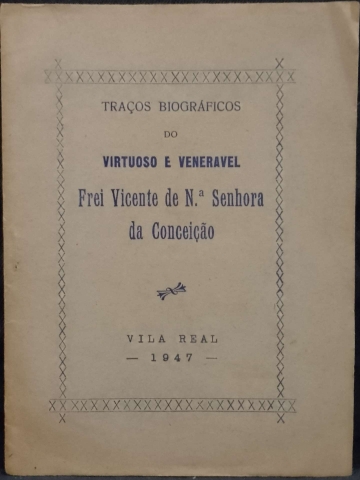 TRAÇOS BIOGRÁFICOS
DO
VIRTUOSO E VENERAVEL
Frei Vicente de N.ª Senhora
da Conceição
VILA REAL
— 1947 —